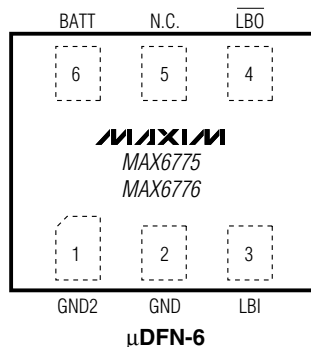 BATT N.C. LBO
6 5 4
MAXIM
MAX6775
MAX6776
1 2 3
GND2 GND LBI
µDFN-6